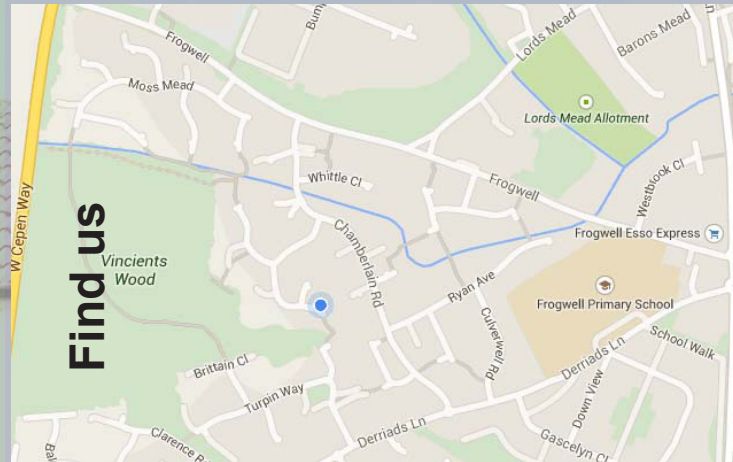 Frogwell
Bump
Lords Mead
Barons Mead
Moss Mead
Lords Mead Allotment
Whittle Cl
Frogwell
Westbrook Cl
W Cepen Way
Find us
Vincients
Wood
Chamberlain Rd
Frogwell Esso Express
Ryan Ave
Frogwell Primary School
Culverwell Rd
Brittain Cl
Turpin Way
Derriads Ln
School Walk
Down View
Derriads Ln
Clarence R
Gascelyn Cl